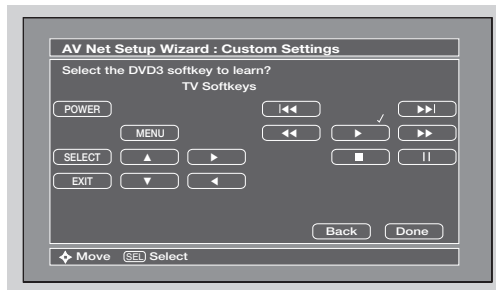 AV Net Setup Wizard : Custom Settings
Select the DVD3 softkey to learn?
TV Softkeys
POWER
MENU
SELECT
EXIT
Back Done
Move SEL Select